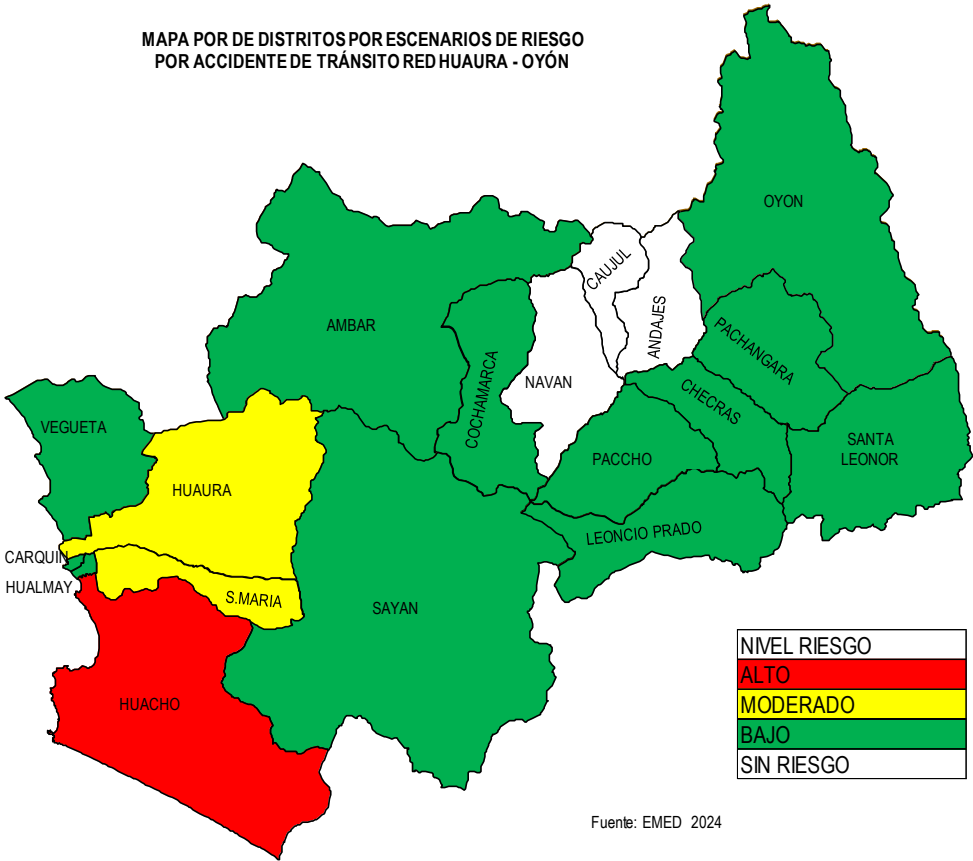 MAPA POR DE DISTRITOS POR ESCENARIOS DE RIESGO
POR ACCIDENTE DE TRÁNSITO RED HUAURA - OYÓN
OYON
CAUJUL
ANDAJES
AMBAR
PACHANGARA
NAVAN
COCHAMARCA
CHECRAS
VEGUETA
SANTA
LEONOR
PACCHO
HUAURA
LEONCIO PRADO
CARQUIN
HUALMAY
S.MARIA
SAYAN
HUACHO
NIVEL RIESGO
ALTO
MODERADO
BAJO
SIN RIESGO
Fuente: EMED 2024